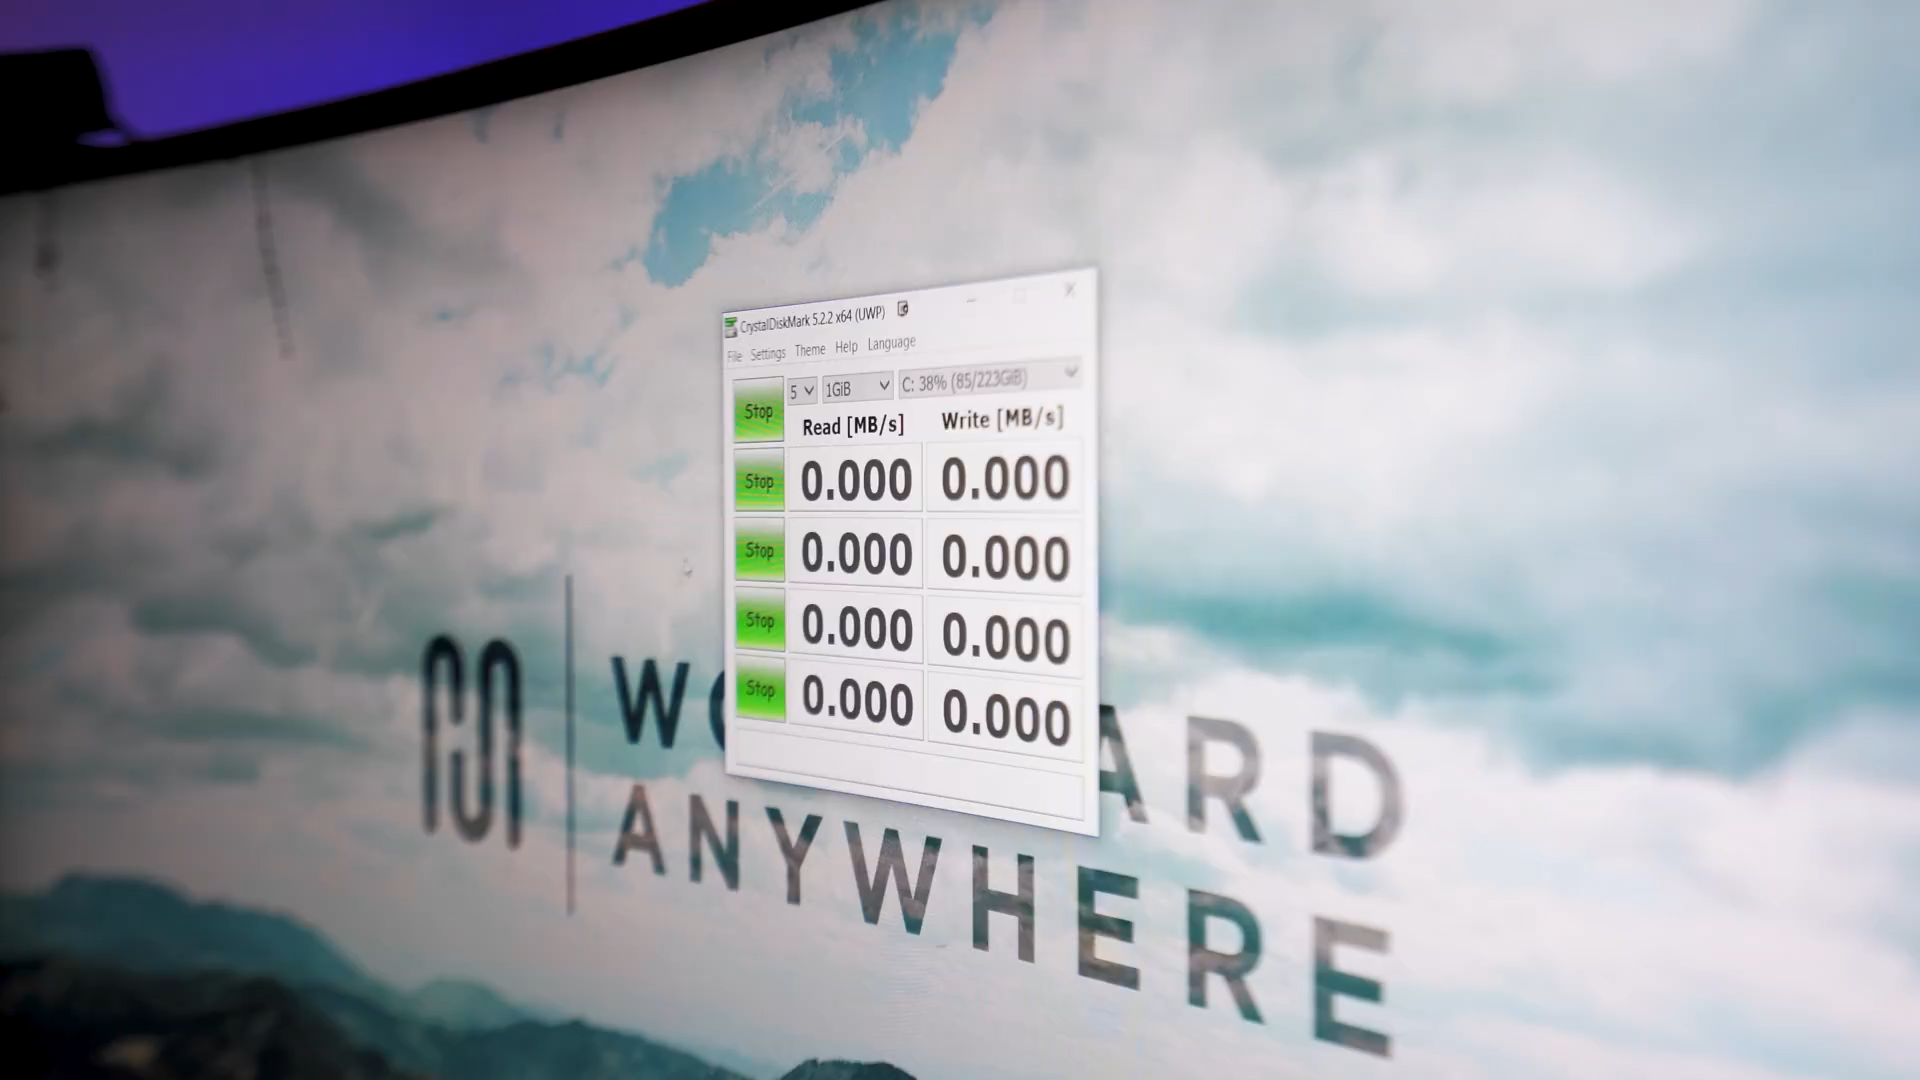 CrystalDiskMark 5.2.2 x64 (UWP)
File Settings Theme Help Language
Stop 5 1GiB C: 38% (85/223GiB)
Read [MB/s] Write [MB/s]
Stop 0.000 0.000
Stop 0.000 0.000
Stop 0.000 0.000
Stop 0.000 0.000
ANYWHERE